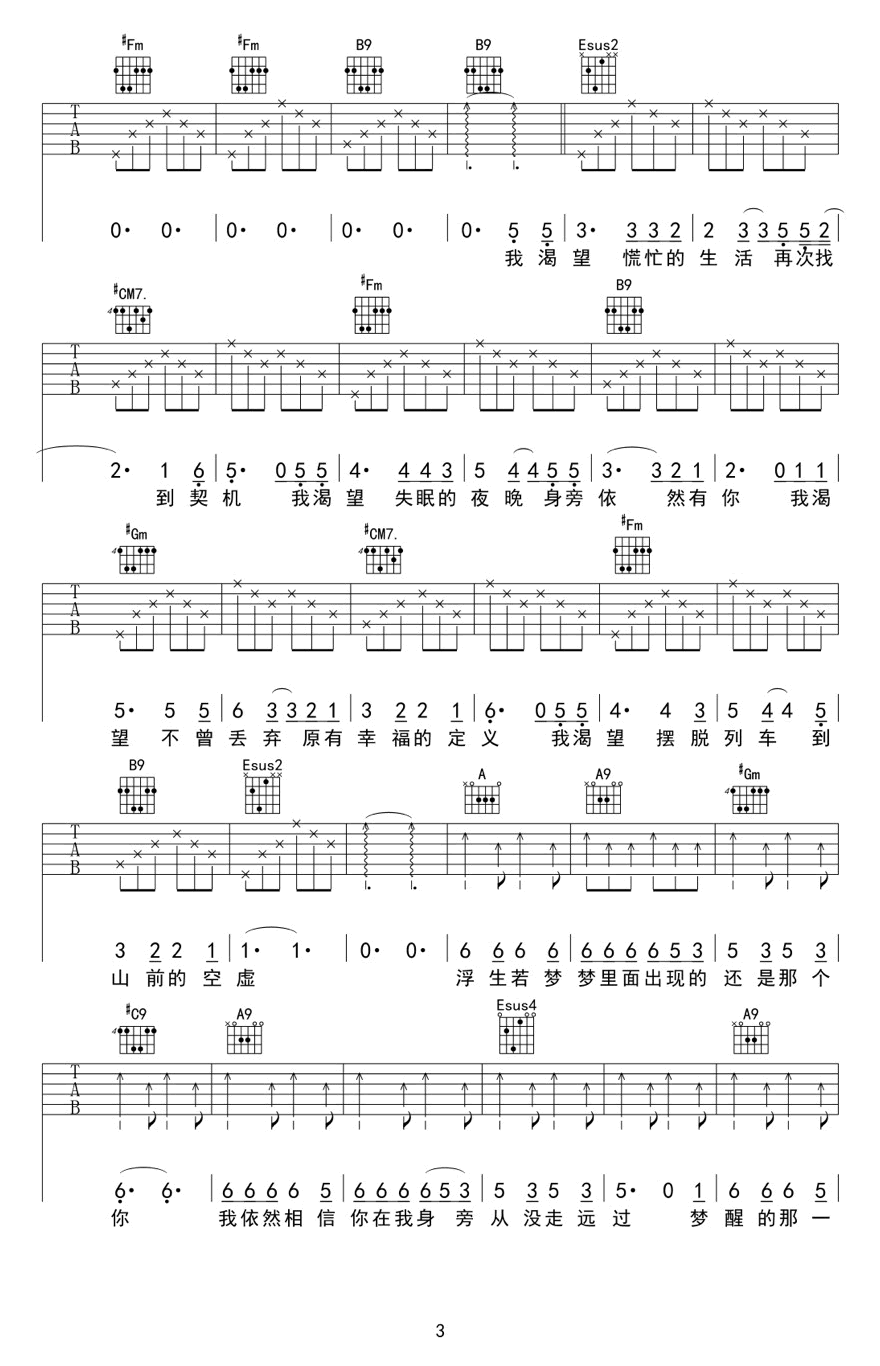 #Fm #Fm B9 B9 Esus2
T
A
B
0· 0· 0· 0· 0· 0· 0· 5 5 3· 3 3 2 2 3 3 5 5 2
我 渴 望 慌 忙 的 生 活 再 次 找
#CM7. #Fm B9
4
2· 1 6 5· 0 5 5 4· 4 4 3 5 4 4 5 5 3· 3 2 1 2· 0 1 1
到 契 机 我 渴 望 失 眠 的 夜 晚 身 旁 依 然 有 你 我 渴
#Gm #CM7. #Fm
4 4
T
A
B
5· 5 5 6 3 3 2 1 3 2 2 1 6· 0 5 5 4· 4 3 5 4 4 5
望 不 曾 丢 弃 原 有 幸 福 的 定 义 我 渴 望 摆 脱 列 车 到
B9 Esus2 A A9 #Gm
4
T
A
B
3 2 2 1 1· 1· 0· 0· 6 6 6 6 6 6 6 6 5 3 5 3 5 3
山 前 的 空 虚 浮 生 若 梦 梦 里 面 出 现 的 还 是 那 个
#C9 A9 Esus4 A9
4
T
A
B
6· 6· 6 6 6 6 5 6 6 6 6 5 3 5 3 5 3 5· 0 1 6 6 6 5
你 我 依 然 相 信 你 在 我 身 旁 从 没 走 远 过 梦 醒 的 那 一
3